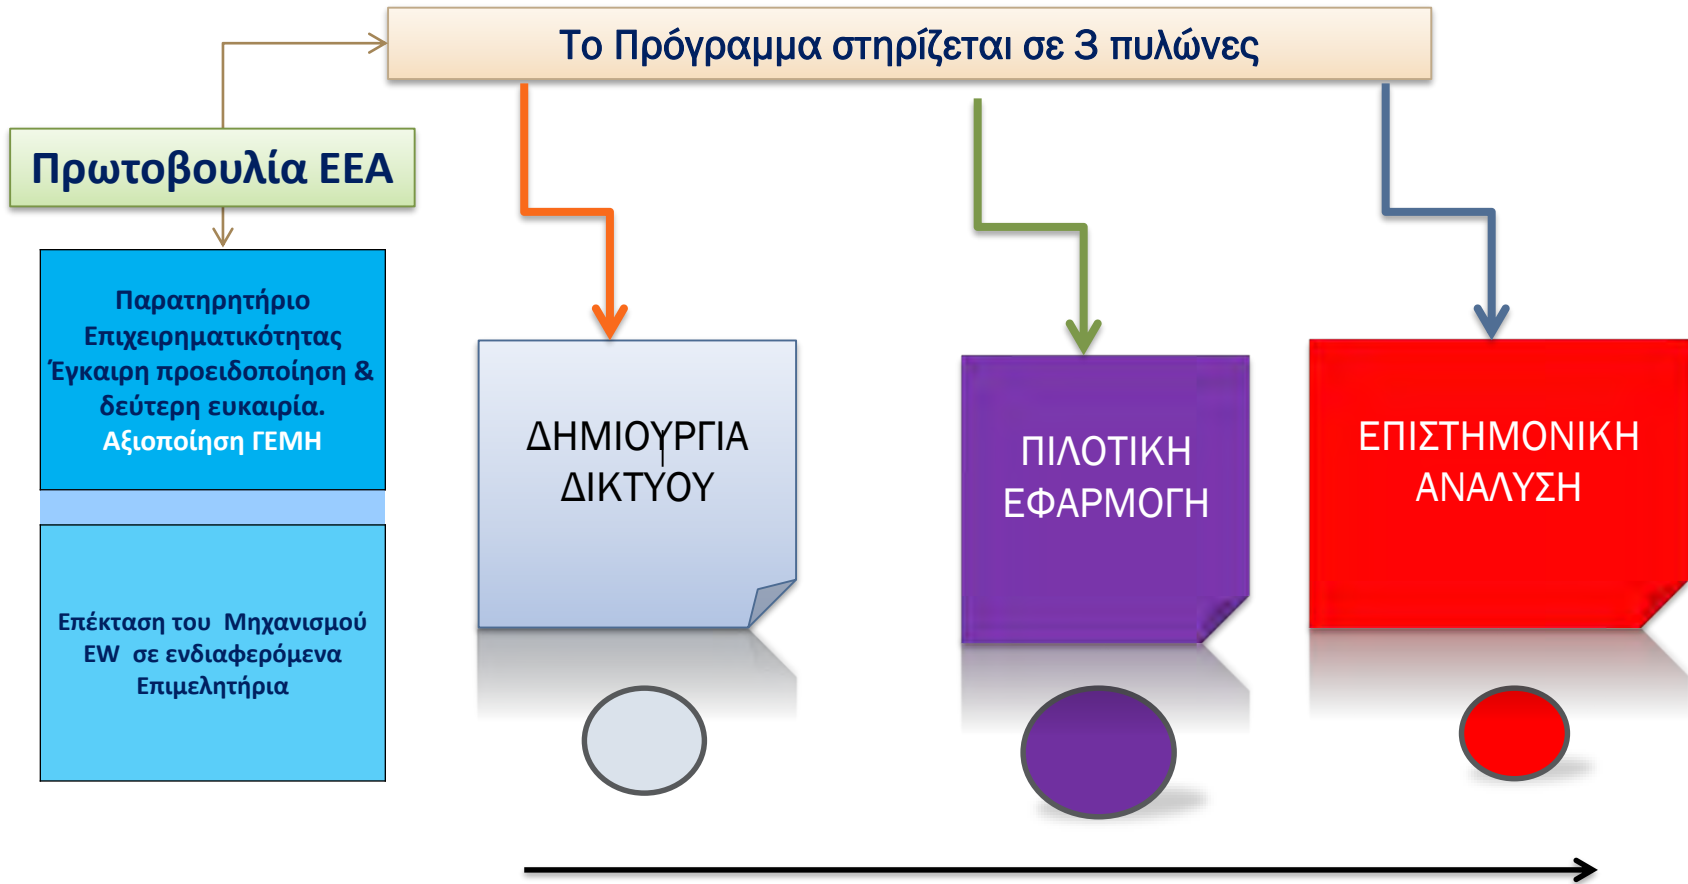 Το Πρόγραμμα στηρίζεται σε 3 πυλώνες
Πρωτοβουλία ΕΕΑ
Παρατηρητήριο
Επιχειρηματικότητας
Έγκαιρη προειδοποίηση &
δεύτερη ευκαιρία.
Αξιοποίηση ΓΕΜΗ
Επέκταση του Μηχανισμού
EW σε ενδιαφερόμενα
Επιμελητήρια
ΔΗΜΙΟΥΡΓΙΑ
ΔΙΚΤΥΟΥ
ΠΙΛΟΤΙΚΗ
ΕΦΑΡΜΟΓΗ
ΕΠΙΣΤΗΜΟΝΙΚΗ
ΑΝΑΛΥΣΗ